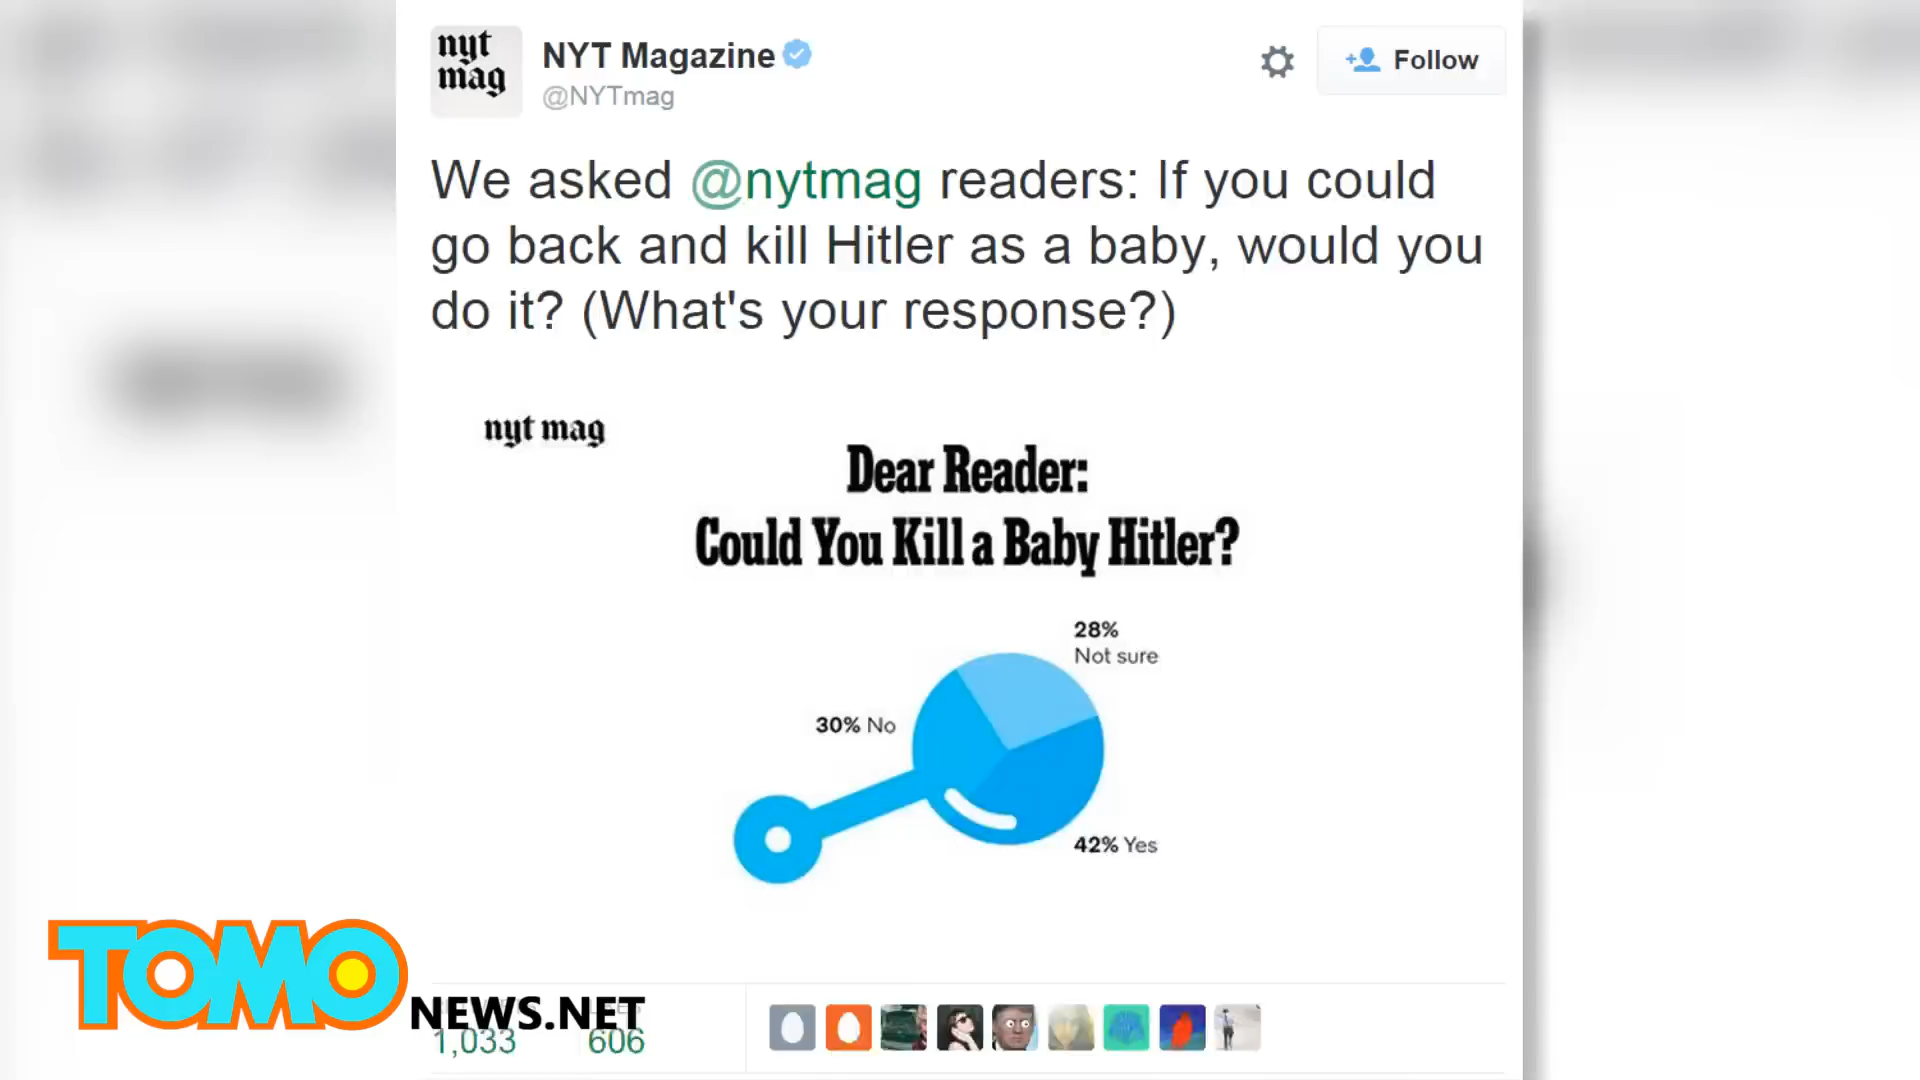 nyt
mag
NYT Magazine
@NYTmag
Follow
We asked @nytmag readers: If you could
go back and kill Hitler as a baby, would you
do it? (What's your response?)
nyt mag
Dear Reader:
Could You Kill a Baby Hitler?
28%
Not sure
30% No
42% Yes
TOMO
NEWS.NET
1,033 606